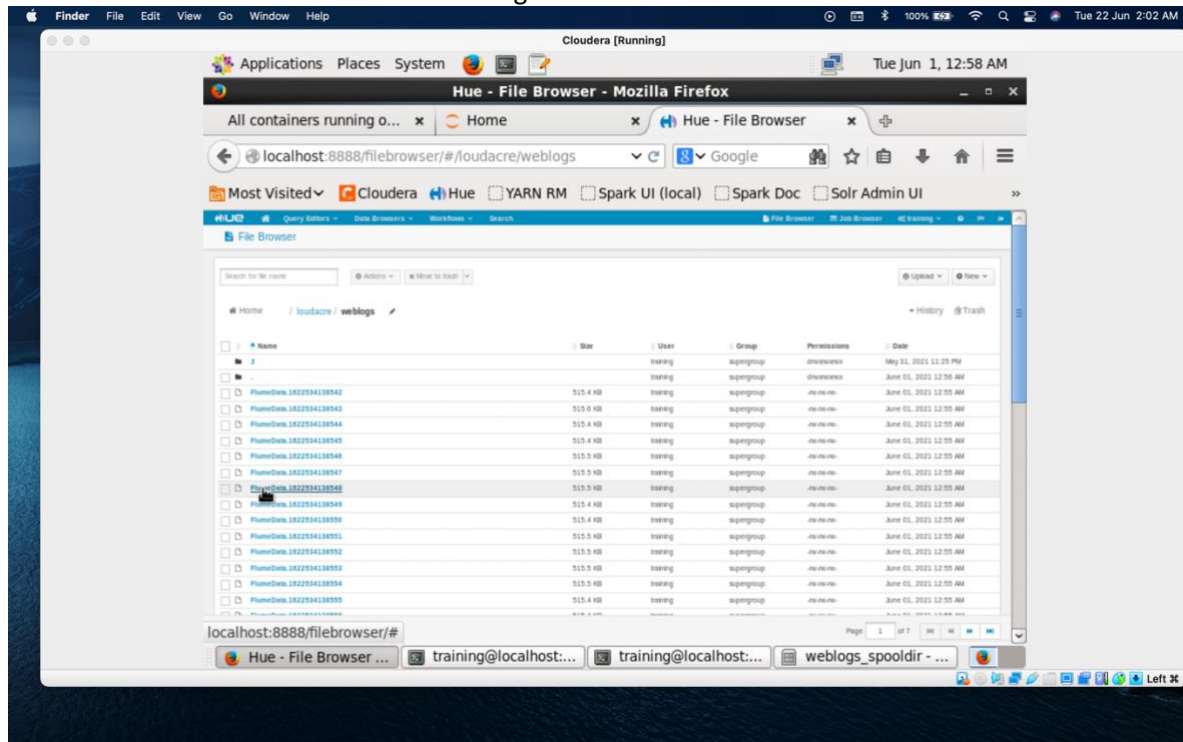 Finder File Edit View Go Window Help 100% Tue 22 Jun 2:02 AM
Cloudera [Running]
Applications Places System Tue Jun 1, 12:58 AM
Hue - File Browser - Mozilla Firefox
All containers running o... Home Hue - File Browser
localhost:8888/filebrowser/#/loudacre/weblogs Google
Most Visited Cloudera Hue YARN RM Spark UI (local) Spark Doc Solr Admin UI »
HUE Query Editors Data Browsers Workflows Search File Browser Job Browser training
File Browser
Search for file name Actions Move to trash Upload New
Home / loudacre / weblogs History Trash
Name Size User Group Permissions Date
training supergroup May 31, 2021 11:25 PM
. training supergroup June 01, 2021 12:56 AM
FlumeData.1622534138542 515.4 KB training supergroup June 01, 2021 12:55 AM
FlumeData.1622534138543 515.6 KB training supergroup June 01, 2021 12:55 AM
FlumeData.1622534138544 515.4 KB training supergroup June 01, 2021 12:55 AM
FlumeData.1622534138545 515.4 KB training supergroup June 01, 2021 12:55 AM
FlumeData.1622534138546 515.5 KB training supergroup June 01, 2021 12:55 AM
FlumeData.1622534138547 515.5 KB training supergroup June 01, 2021 12:55 AM
FlumeData.1622534138548 515.5 KB training supergroup June 01, 2021 12:55 AM
FlumeData.1622534138549 515.4 KB training supergroup June 01, 2021 12:55 AM
FlumeData.1622534138550 515.4 KB training supergroup June 01, 2021 12:55 AM
FlumeData.1622534138551 515.5 KB training supergroup June 01, 2021 12:55 AM
FlumeData.1622534138552 515.5 KB training supergroup June 01, 2021 12:55 AM
FlumeData.1622534138553 515.5 KB training supergroup June 01, 2021 12:55 AM
FlumeData.1622534138554 515.5 KB training supergroup June 01, 2021 12:55 AM
FlumeData.1622534138555 515.4 KB training supergroup June 01, 2021 12:55 AM
localhost:8888/filebrowser/# Page 1 of 7
Hue - File Browser ... training@localhost:... training@localhost:... weblogs_spooldir - ...
Left ⌘